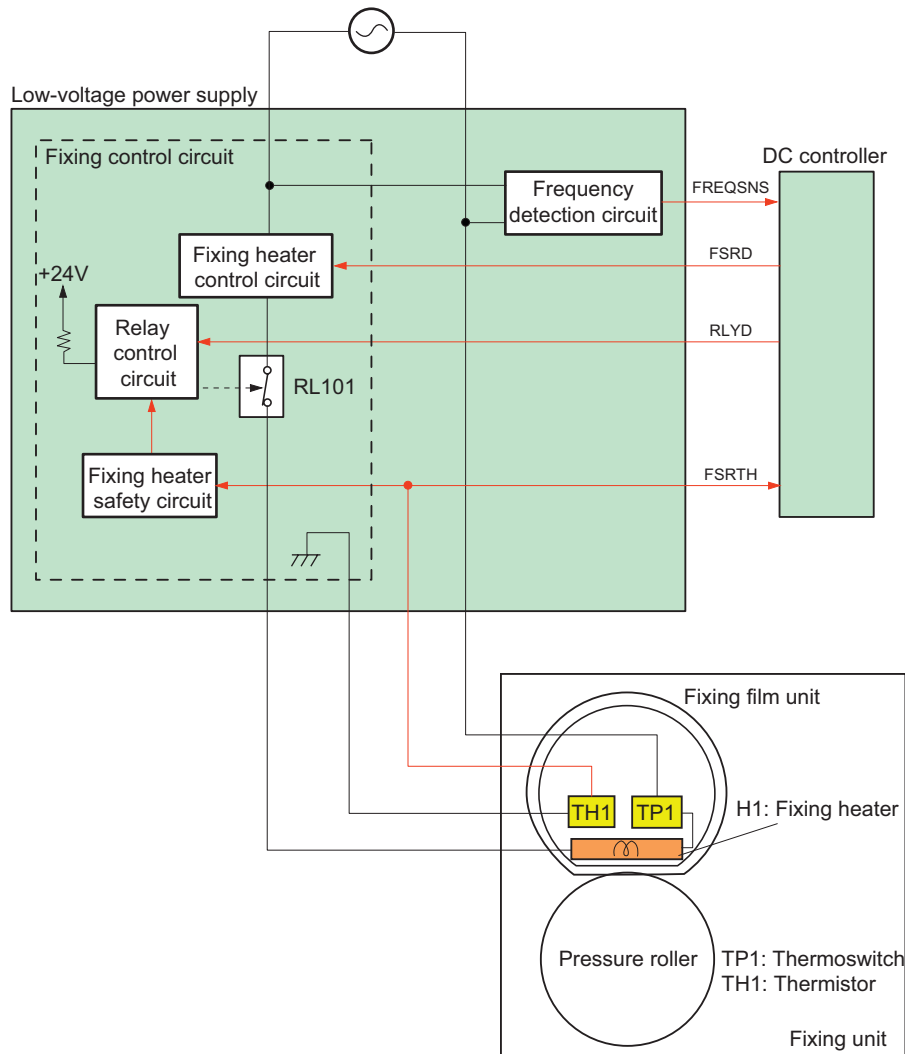 Low-voltage power supply
Fixing control circuit
DC controller
Frequency
detection circuit
FREQSNS
Fixing heater
control circuit
FSRD
+24V
Relay
control
circuit
RLYD
RL101
Fixing heater
safety circuit
FSRTH
Fixing film unit
TH1
TP1
H1: Fixing heater
Pressure roller
TP1: Thermoswitch
TH1: Thermistor
Fixing unit